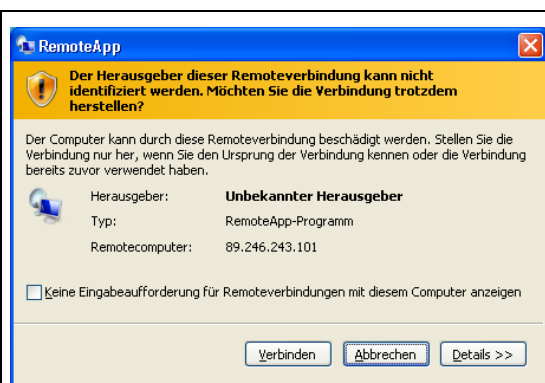 RemoteApp
Der Herausgeber dieser Remoteverbindung kann nicht
identifiziert werden. Möchten Sie die Verbindung trotzdem
herstellen?
Der Computer kann durch diese Remoteverbindung beschädigt werden. Stellen Sie die
Verbindung nur her, wenn Sie den Ursprung der Verbindung kennen oder die Verbindung
bereits zuvor verwendet haben.
Herausgeber: Unbekannter Herausgeber
Typ: RemoteApp-Programm
Remotecomputer: 89.246.243.101
Keine Eingabeaufforderung für Remoteverbindungen mit diesem Computer anzeigen
Verbinden Abbrechen Details >>